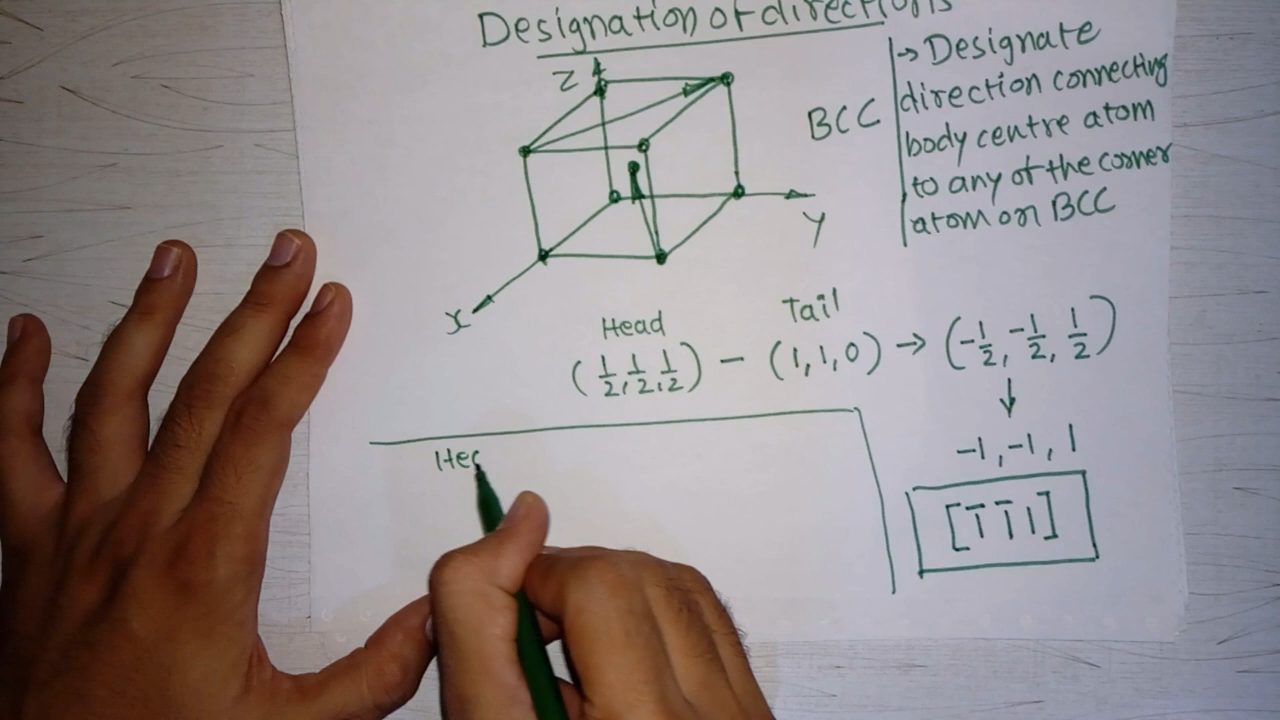 Designation of directions
Z
BCC
→ Designate
direction connecting
body centre atom
to any of the corner
atom on BCC
Y
X
Head Tail
(1/2, 1/2, 1/2) - (1, 1, 0) → (-1/2, -1/2, 1/2)
↓
-1, -1, 1
[1̅ 1̅ 1]
Hea